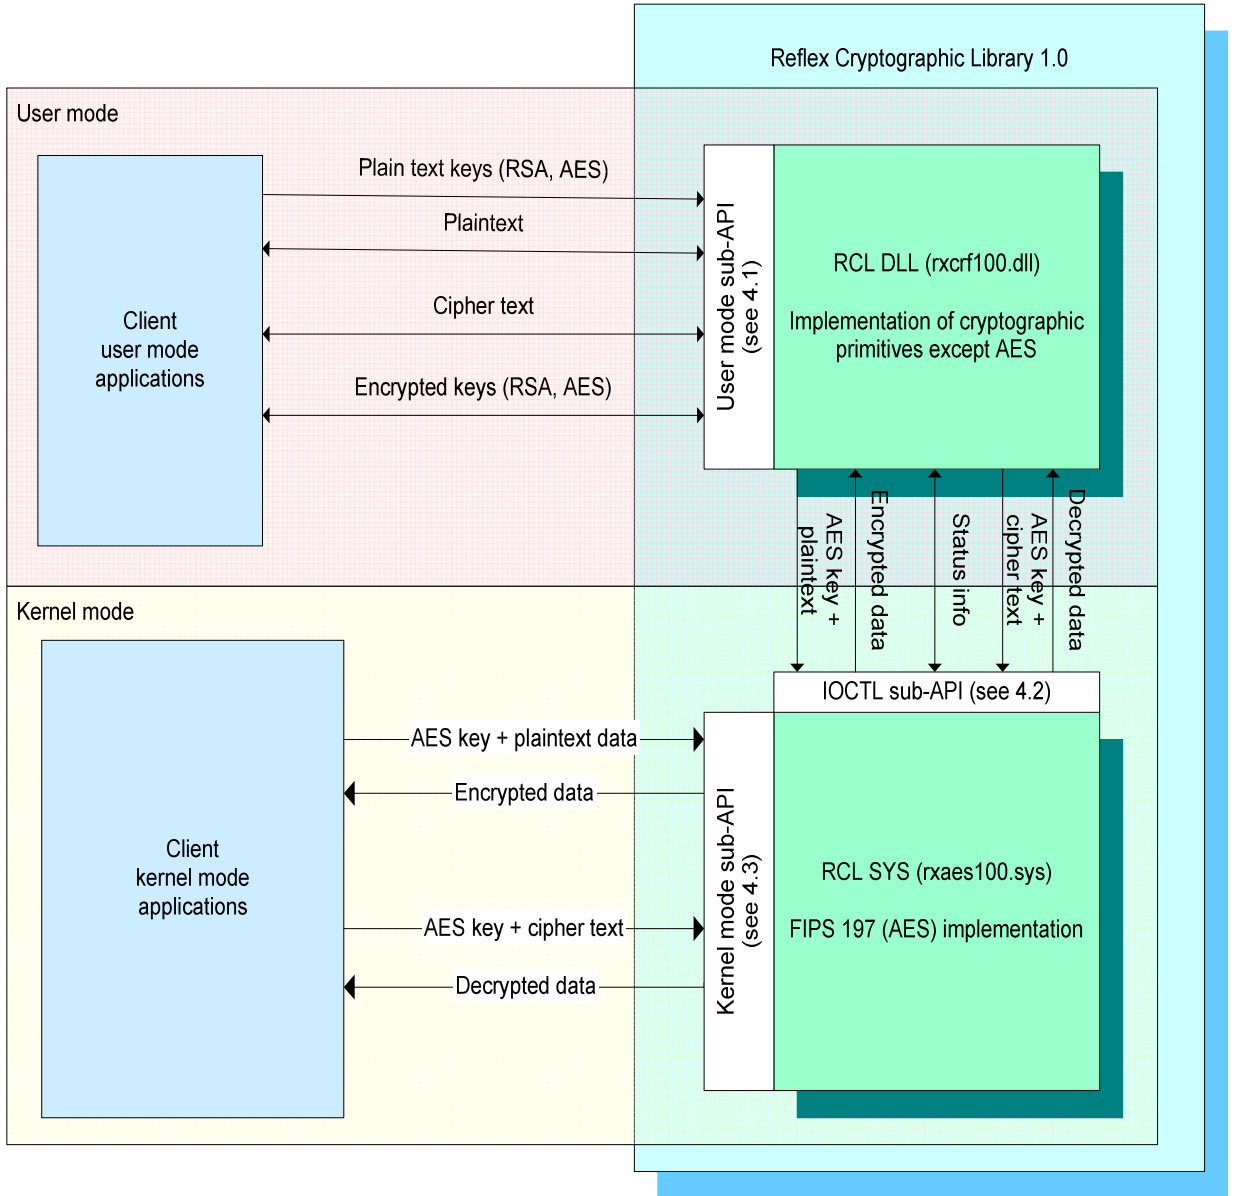 Reflex Cryptographic Library 1.0
User mode
Client
user mode
applications
Plain text keys (RSA, AES)
Plaintext
Cipher text
Encrypted keys (RSA, AES)
User mode sub-API
(see 4.1)
RCL DLL (rxcrf100.dll)
Implementation of cryptographic
primitives except AES
AES key +
plaintext
Encrypted data
Status info
AES key +
cipher text
Decrypted data
Kernel mode
Client
kernel mode
applications
AES key + plaintext data
Encrypted data
AES key + cipher text
Decrypted data
IOCTL sub-API (see 4.2)
Kernel mode sub-API
(see 4.3)
RCL SYS (rxaes100.sys)
FIPS 197 (AES) implementation